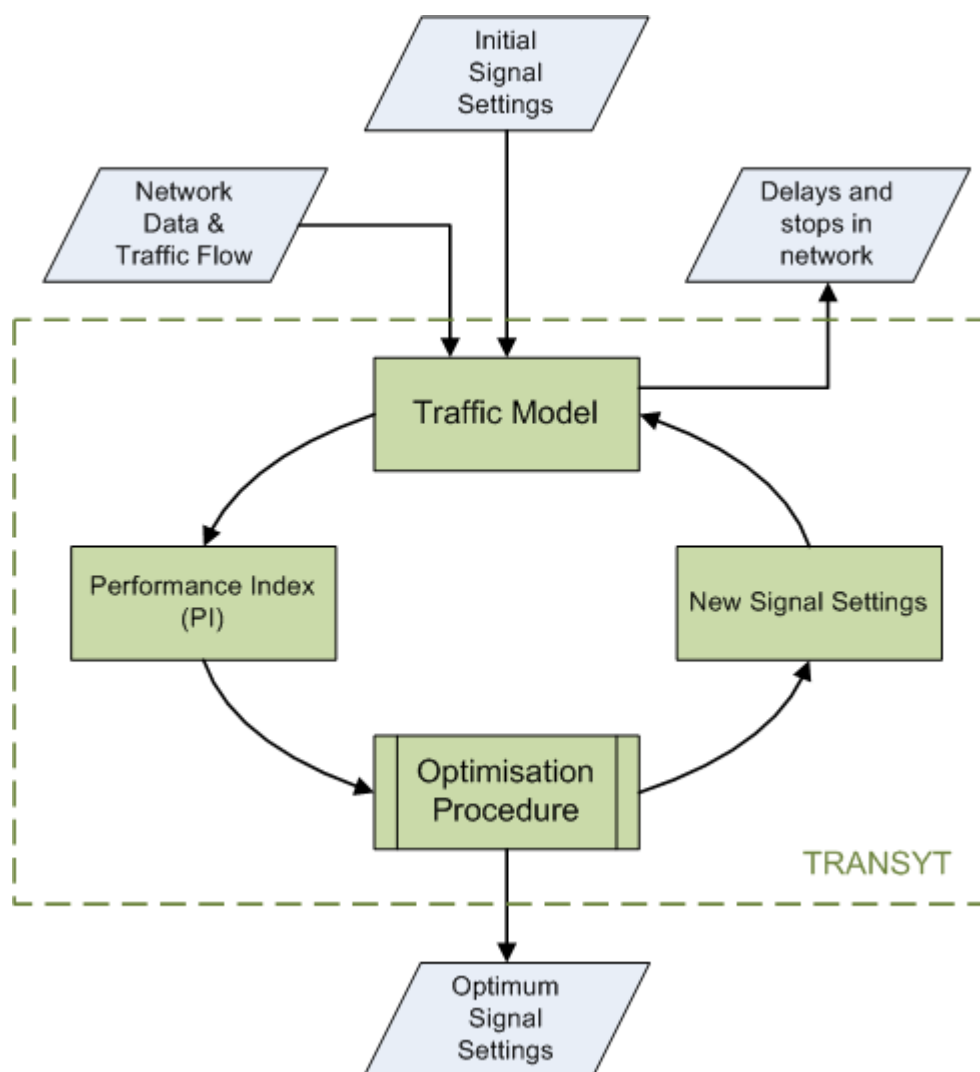 Initial
Signal
Settings
Network
Data &
Traffic Flow
Delays and
stops in
network
Traffic Model
Performance Index
(PI)
New Signal Settings
Optimisation
Procedure
TRANSYT
Optimum
Signal
Settings